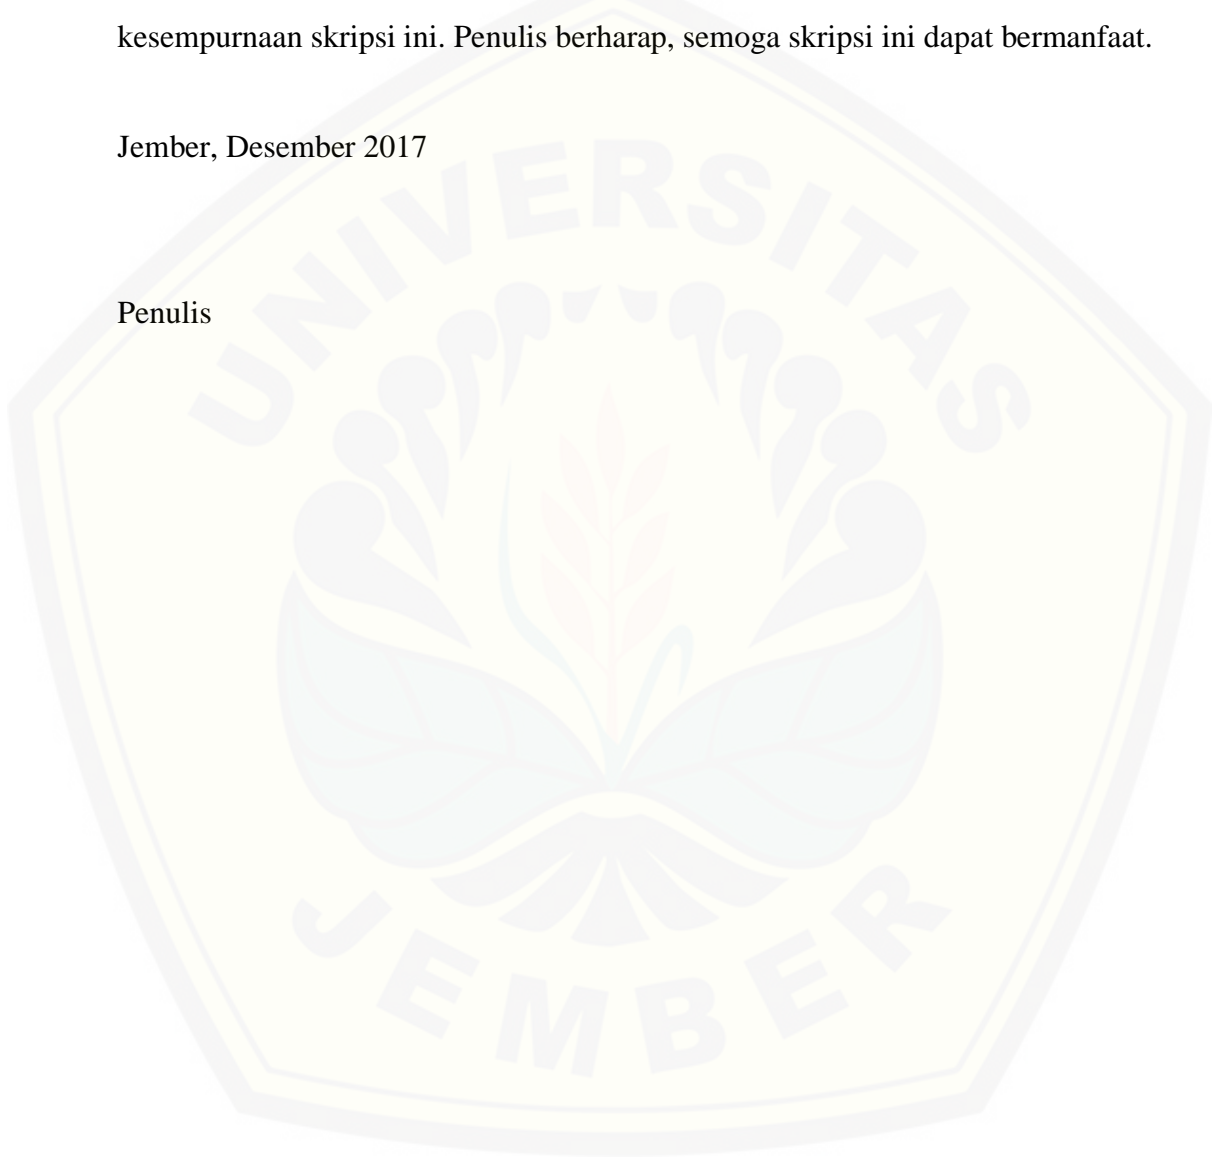 kesempurnaan skripsi ini. Penulis berharap, semoga skripsi ini dapat bermanfaat.
Jember, Desember 2017
Penulis
UNIVERSITAS
JEMBER